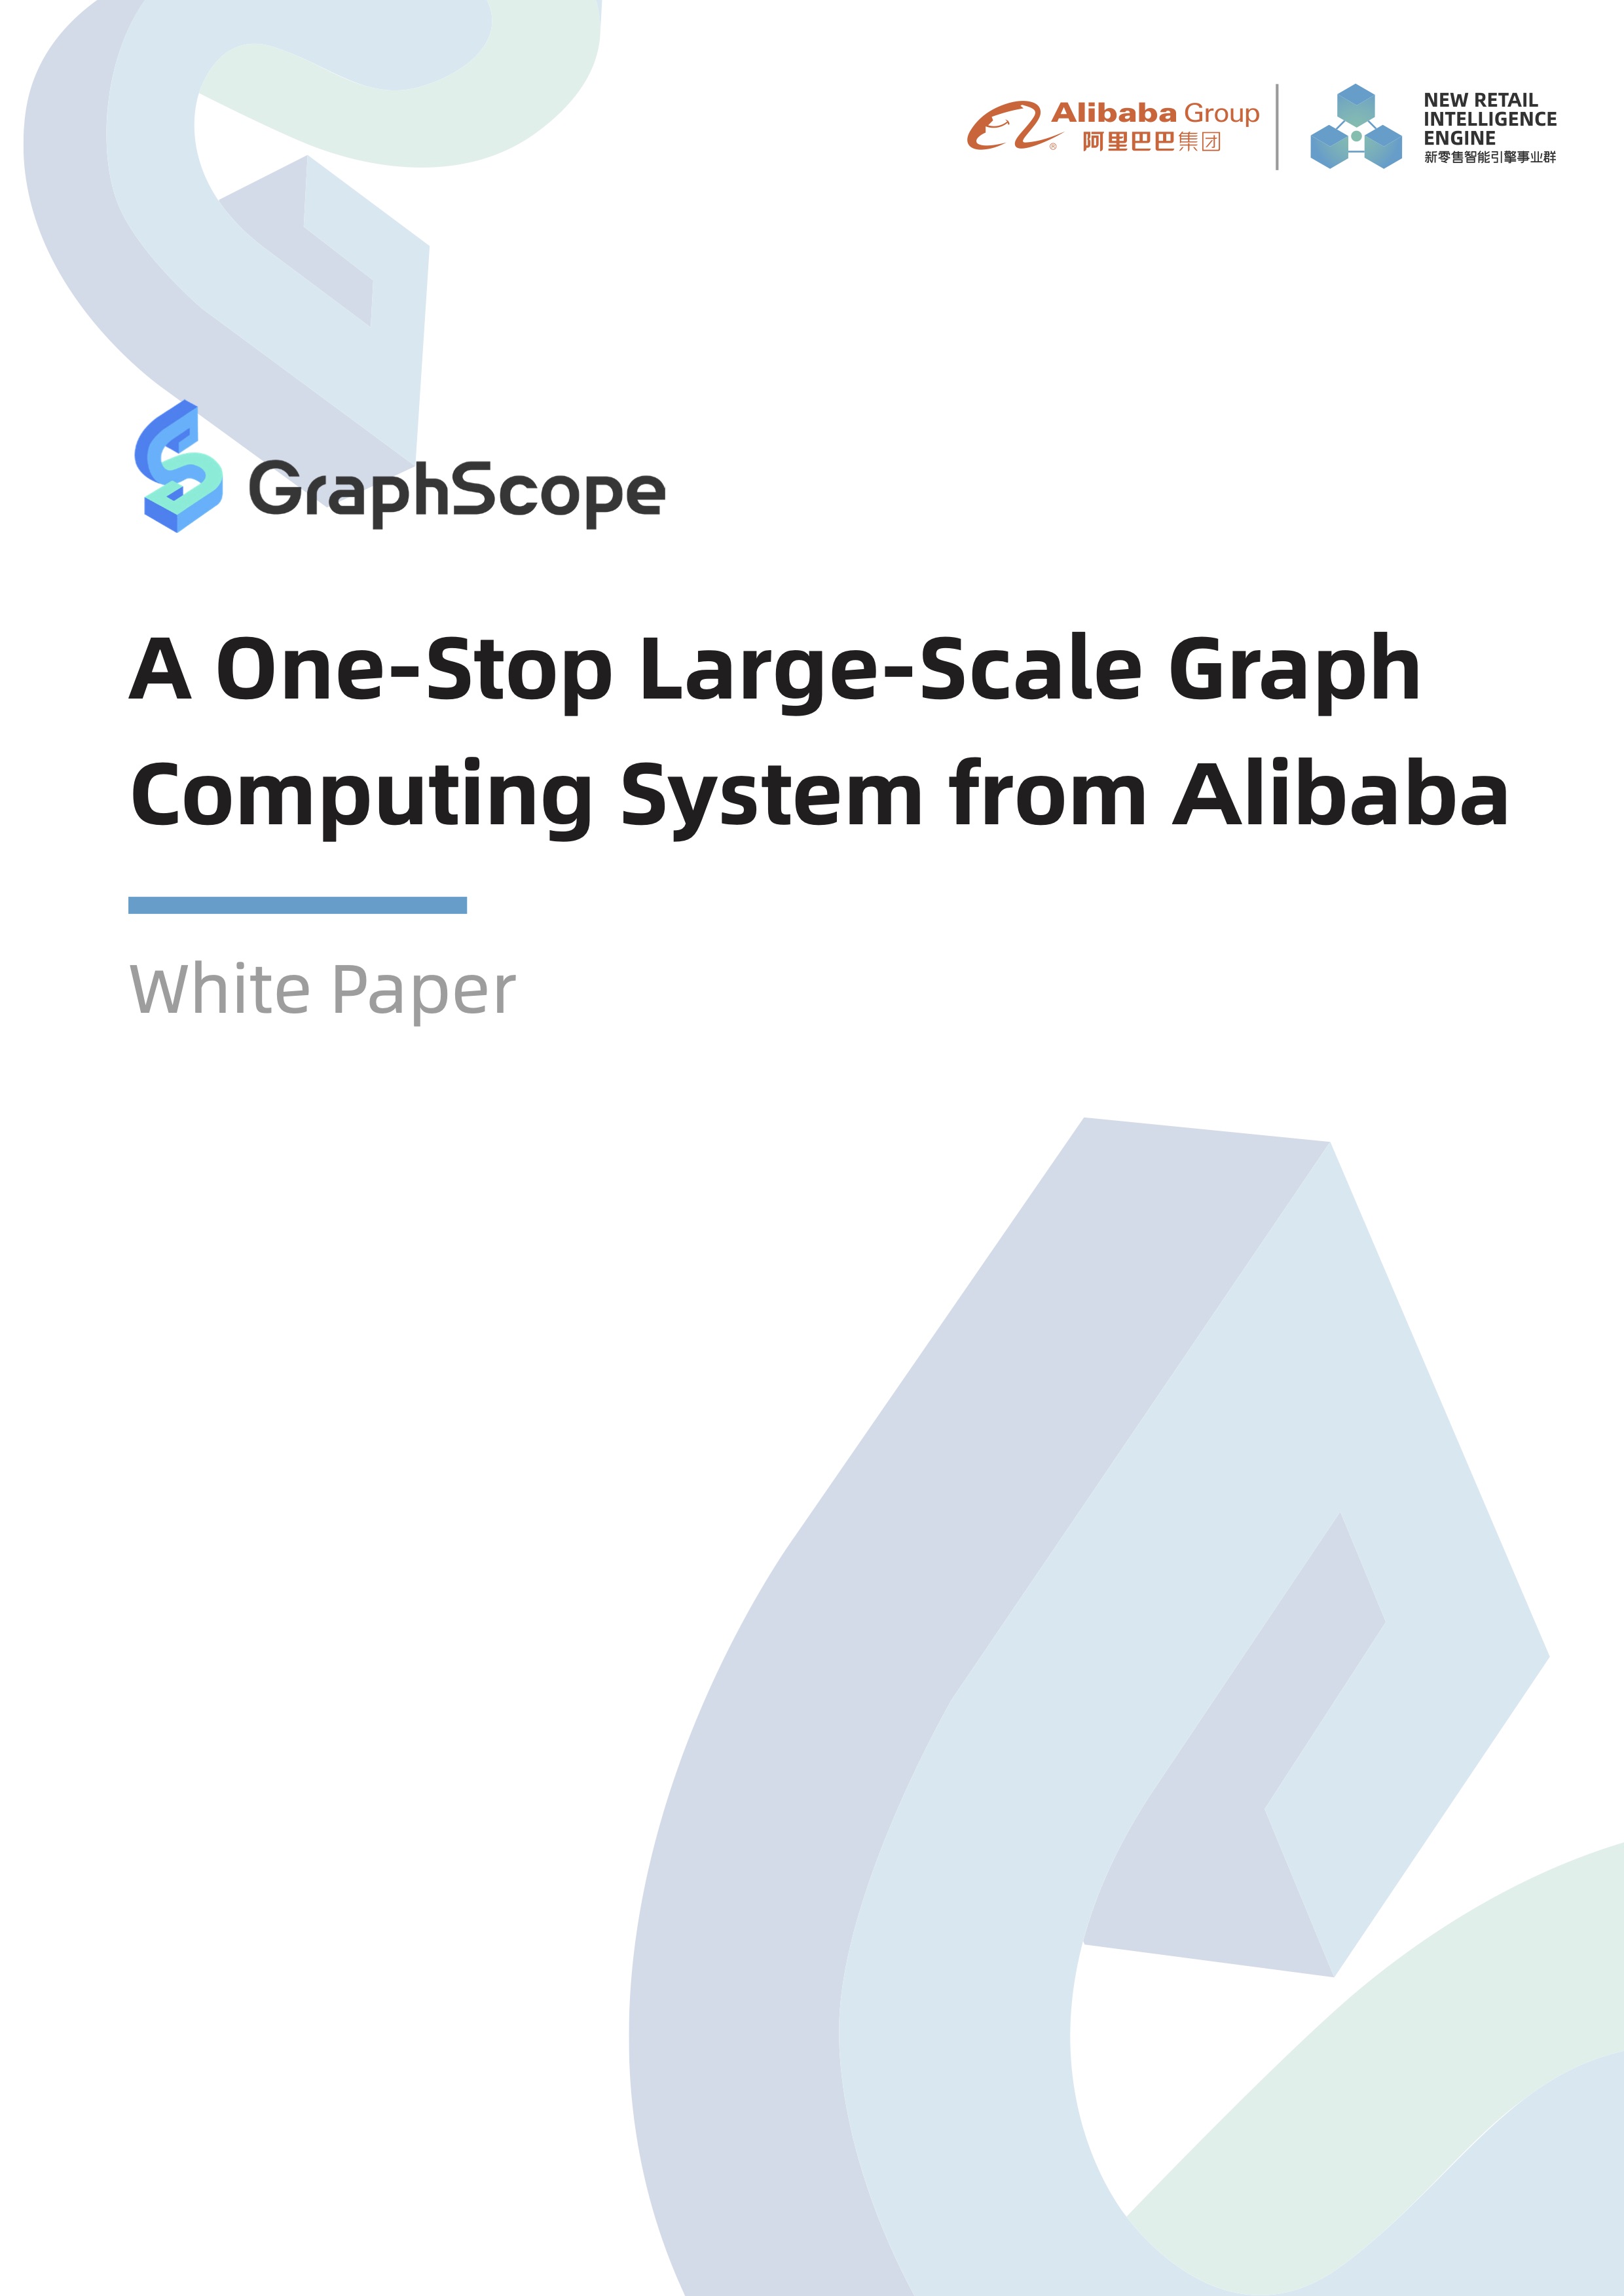 Alibaba Group
阿里巴巴集团
®
NEW RETAIL
INTELLIGENCE
ENGINE
新零售智能引擎事业群
GraphScope
A One-Stop Large-Scale Graph
Computing System from Alibaba
White Paper